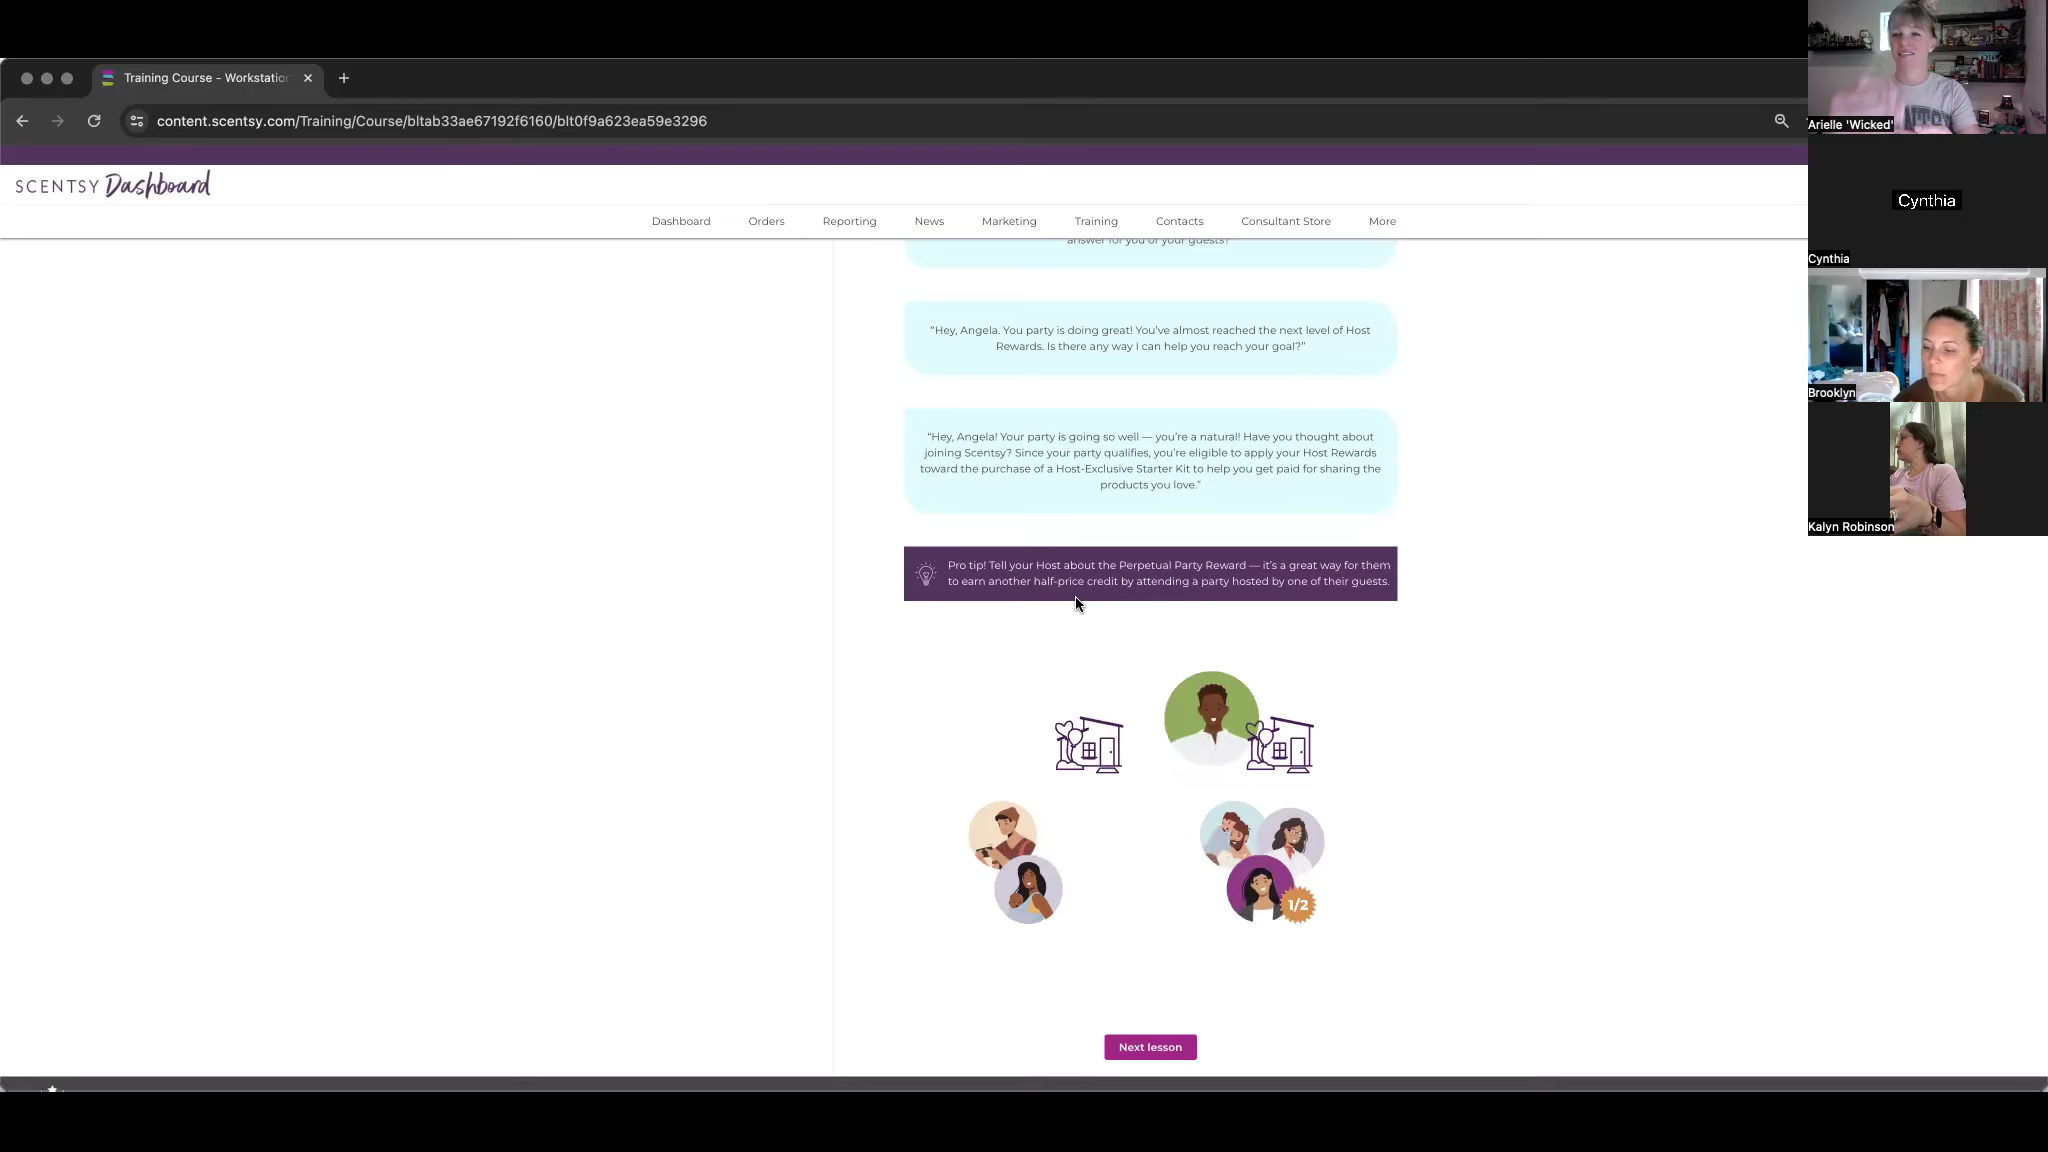 Training Course - Workstation
content.scentsy.com/Training/Course/bltab33ae67192f6160/blt0f9a623ea59e3296
SCENTSY Dashboard
Dashboard Orders Reporting News Marketing Training Contacts Consultant Store More
answer for you or your guests?
“Hey, Angela. You party is doing great! You’ve almost reached the next level of Host
Rewards. Is there any way I can help you reach your goal?”
“Hey, Angela! Your party is going so well — you’re a natural! Have you thought about
joining Scentsy? Since your party qualifies, you’re eligible to apply your Host Rewards
toward the purchase of a Host-Exclusive Starter Kit to help you get paid for sharing the
products you love.”
Pro tip! Tell your Host about the Perpetual Party Reward — it’s a great way for them
to earn another half-price credit by attending a party hosted by one of their guests.
1/2
Next lesson
Arielle 'Wicked'
Cynthia
Cynthia
Brooklyn
Kalyn Robinson